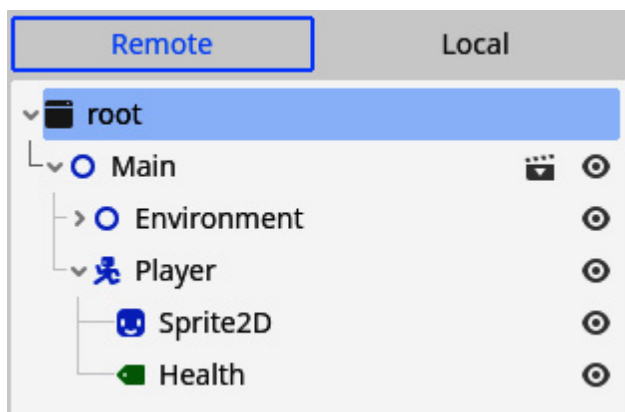 Remote Local
root
Main
Environment
Player
Sprite2D
Health